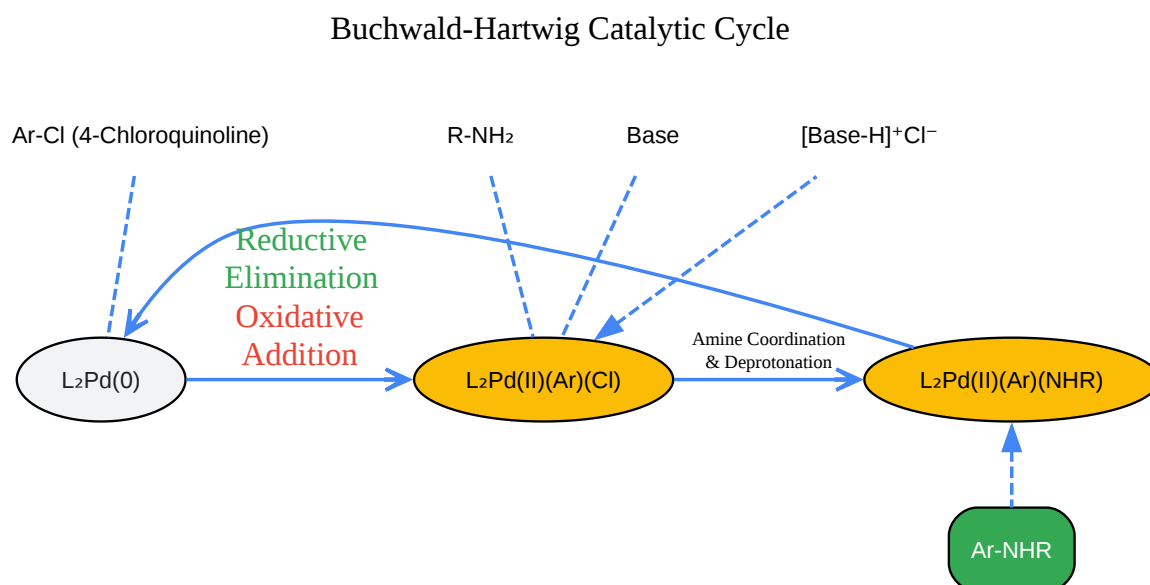 Buchwald-Hartwig Catalytic Cycle
Ar-Cl (4-Chloroquinoline)
R-NH₂
Base
[Base-H]⁺Cl⁻
Reductive
Elimination
Oxidative
Addition
Amine Coordination
& Deprotonation
L₂Pd(0)
L₂Pd(II)(Ar)(Cl)
L₂Pd(II)(Ar)(NHR)
Ar-NHR